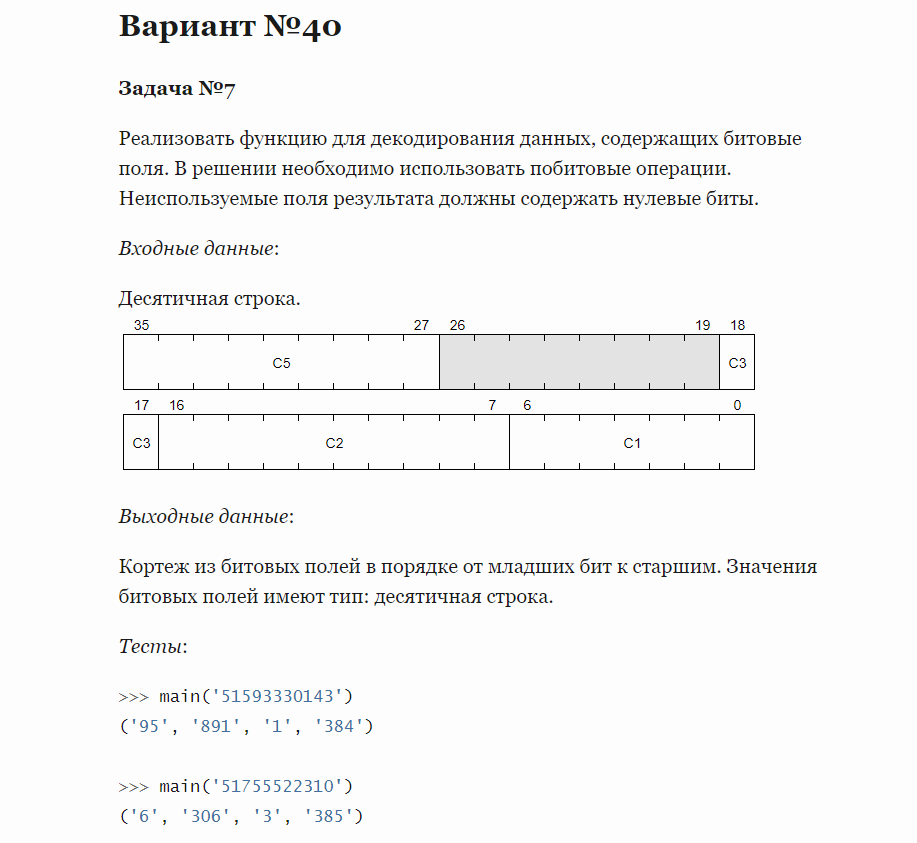 Вариант №40
Задача №7
Реализовать функцию для декодирования данных, содержащих битовые
поля. В решении необходимо использовать побитовые операции.
Неиспользуемые поля результата должны содержать нулевые биты.
Входные данные:
Десятичная строка.
35 27 26 19 18
C5 C3
17 16 7 6 0
C3 C2 C1
Выходные данные:
Кортеж из битовых полей в порядке от младших бит к старшим. Значения
битовых полей имеют тип: десятичная строка.
Тесты:
>>> main('51593330143')
('95', '891', '1', '384')
>>> main('51755522310')
('6', '306', '3', '385')